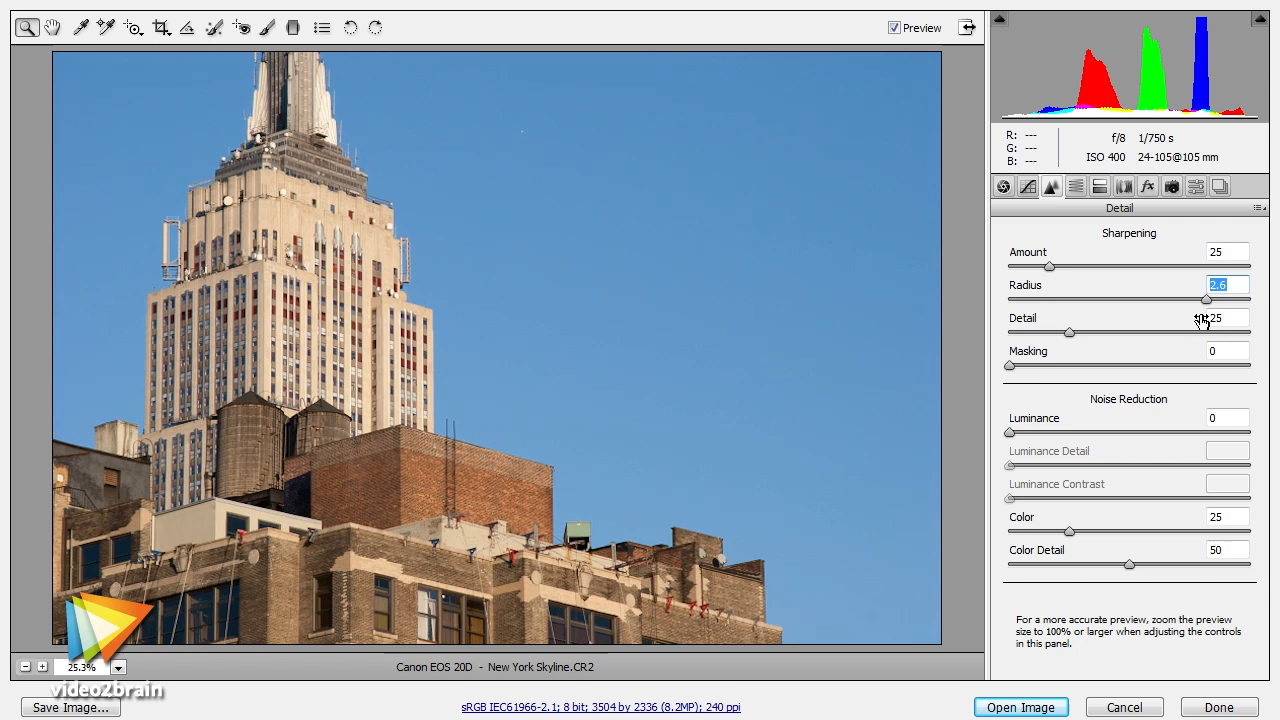 Preview
R: ---
G: ---
B: ---
f/8 1/750 s
ISO 400 24-105@105 mm
fx
Detail
Sharpening
Amount 25
Radius 2.6
Detail 25
Masking 0
Noise Reduction
Luminance 0
Luminance Detail
Luminance Contrast
Color 25
Color Detail 50
For a more accurate preview, zoom the preview
size to 100% or larger when adjusting the controls
in this panel.
25.3%
Canon EOS 20D - New York Skyline.CR2
video2brain
Save Image...
sRGB IEC61966-2.1; 8 bit; 3504 by 2336 (8.2MP); 240 ppi
Open Image
Cancel
Done